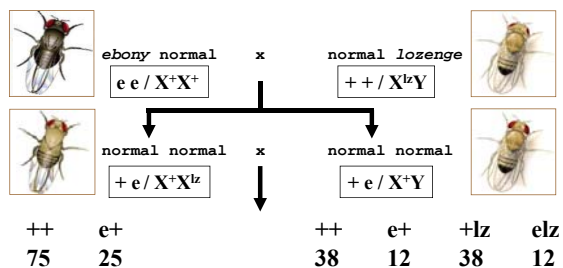 ebony normal x normal lozenge
e e / X⁺X⁺ + + / XˡᶻY
normal normal x normal normal
+ e / X⁺Xˡᶻ + e / X⁺Y
++ e+ ++ e+ +lz elz
75 25 38 12 38 12